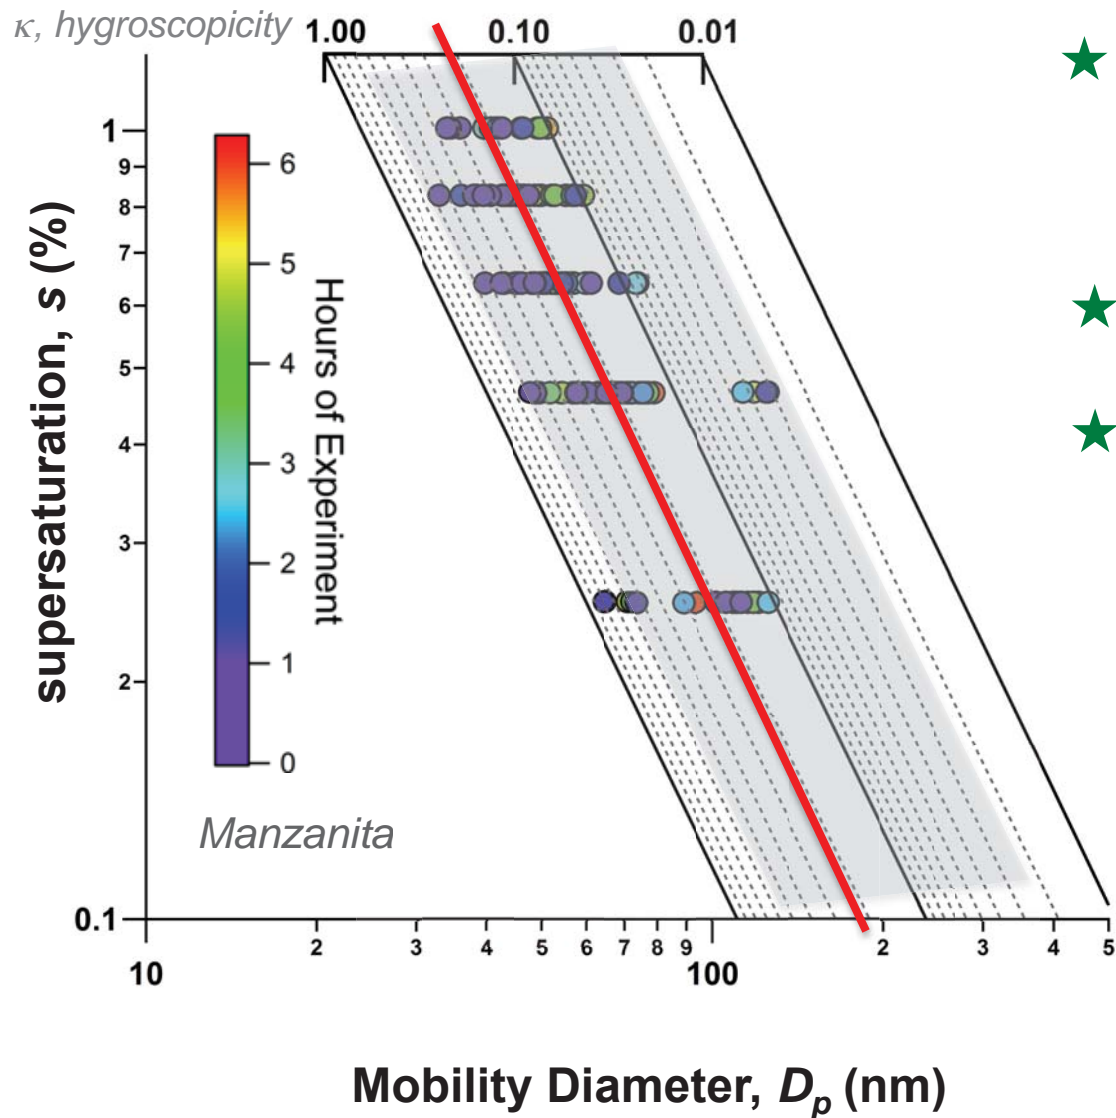 κ, hygroscopicity
1.00 0.10 0.01
supersaturation, s (%)
1
9
8
7
6
5
4
3
2
0.1
6
5
4
3
2
1
0
Hours of Experiment
Manzanita
2 3 4 5 6 7 8 9 2 3 4 5
10 100
Mobility Diameter, Dp (nm)